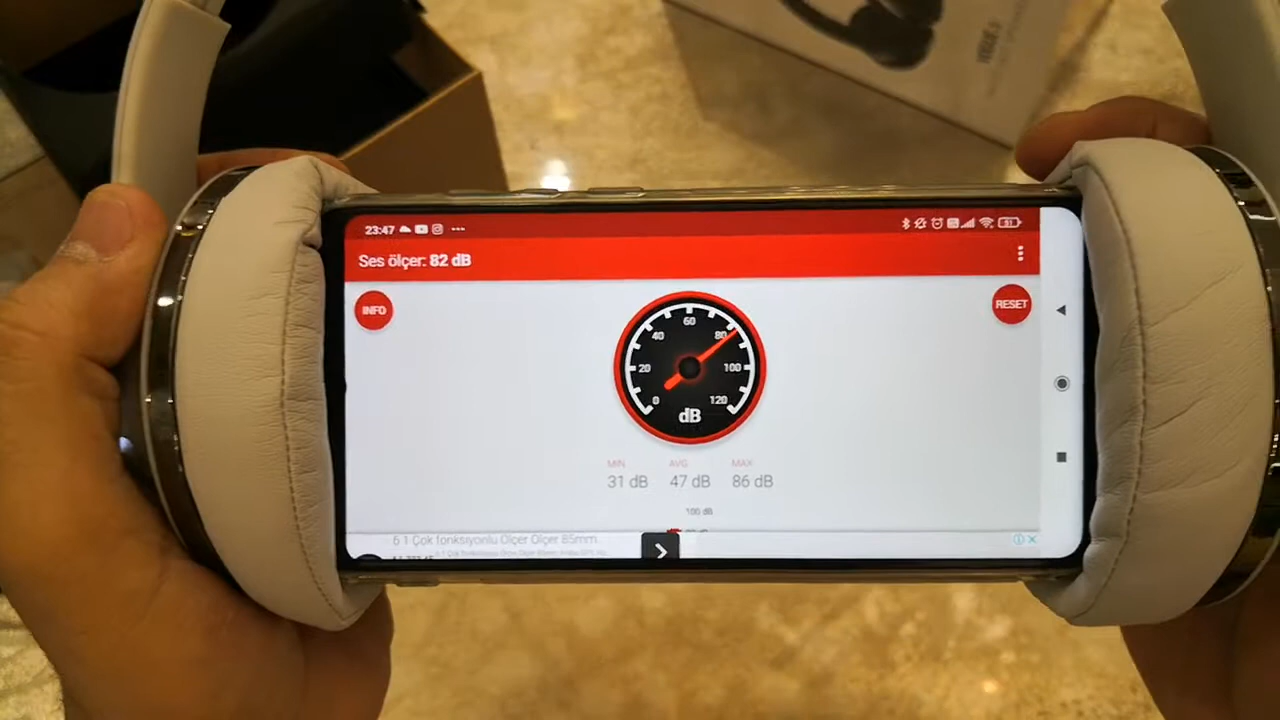 23:47
51
Ses ölçer: 82 dB
INFO
RESET
0
20
40
60
80
100
120
dB
MIN AVG MAX
31 dB 47 dB 86 dB
100 dB
6 1 Çok fonksiyonlu Ölçer Ölçer 85mm